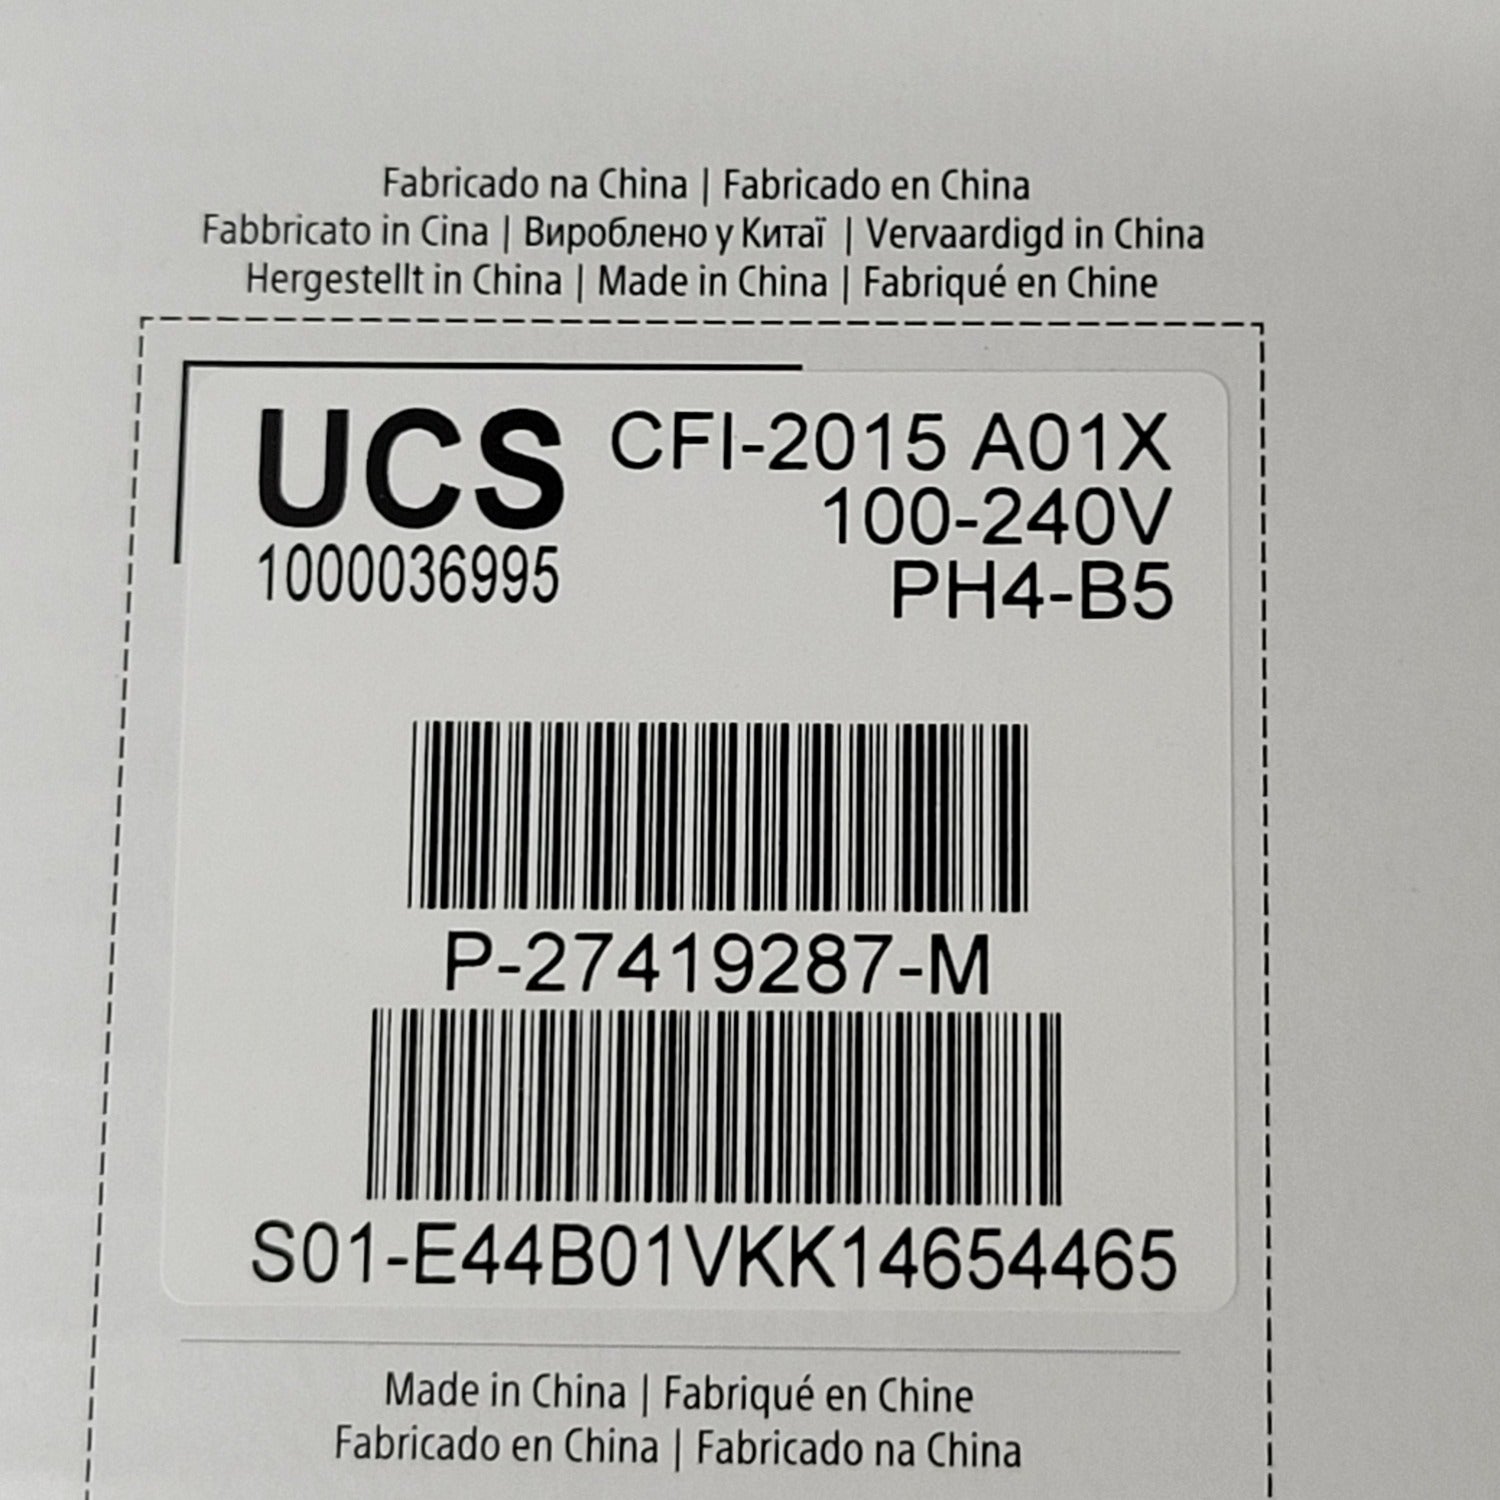 Fabricado na China | Fabricado en China
Fabbricato in Cina | Вироблено у Китаї | Vervaardigd in China
Hergestellt in China | Made in China | Fabriqué en Chine
UCS CFI-2015 A01X
100-240V
1000036995 PH4-B5
P-27419287-M
S01-E44B01VKK14654465
Made in China | Fabriqué en Chine
Fabricado en China | Fabricado na China